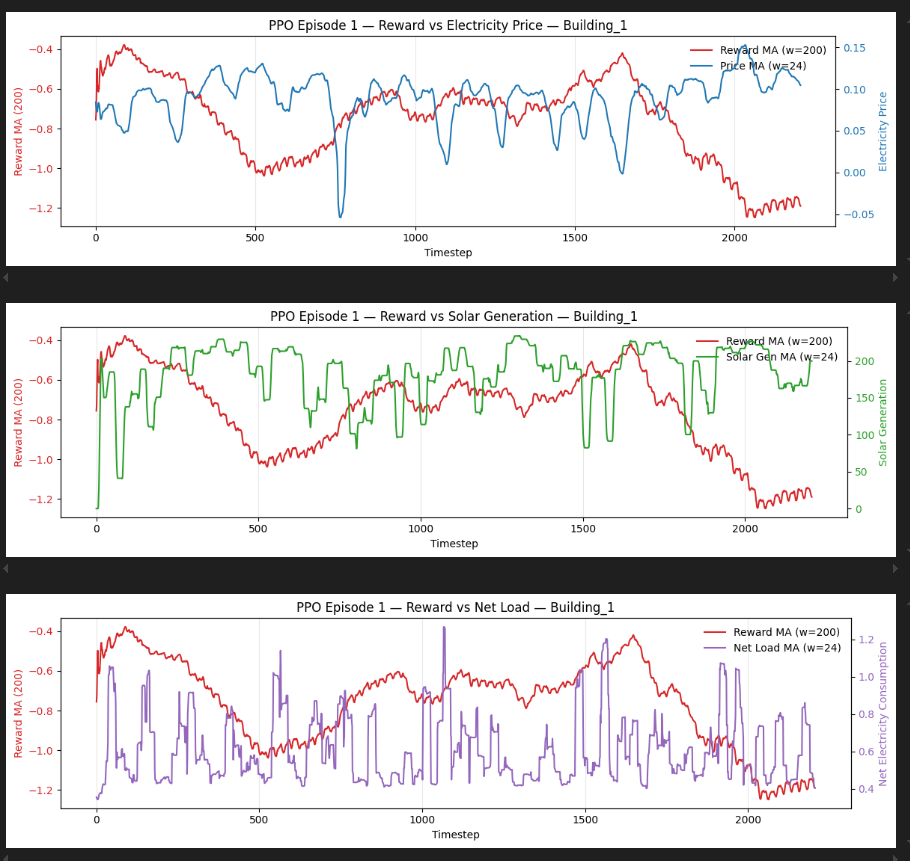 PPO Episode 1 — Reward vs Electricity Price — Building_1
Reward MA (200)
−0.4
−0.6
−0.8
−1.0
−1.2
Reward MA (w=200)
Price MA (w=24)
0.15
0.10
0.05
0.00
−0.05
Electricity Price
0 500 1000 1500 2000
Timestep
PPO Episode 1 — Reward vs Solar Generation — Building_1
Reward MA (200)
−0.4
−0.6
−0.8
−1.0
−1.2
Reward MA (w=200)
Solar Gen MA (w=24)
200
150
100
50
0
Solar Generation
0 500 1000 1500 2000
Timestep
PPO Episode 1 — Reward vs Net Load — Building_1
Reward MA (200)
−0.4
−0.6
−0.8
−1.0
−1.2
Reward MA (w=200)
Net Load MA (w=24)
1.2
1.0
0.8
0.6
0.4
Net Electricity Consumption
0 500 1000 1500 2000
Timestep